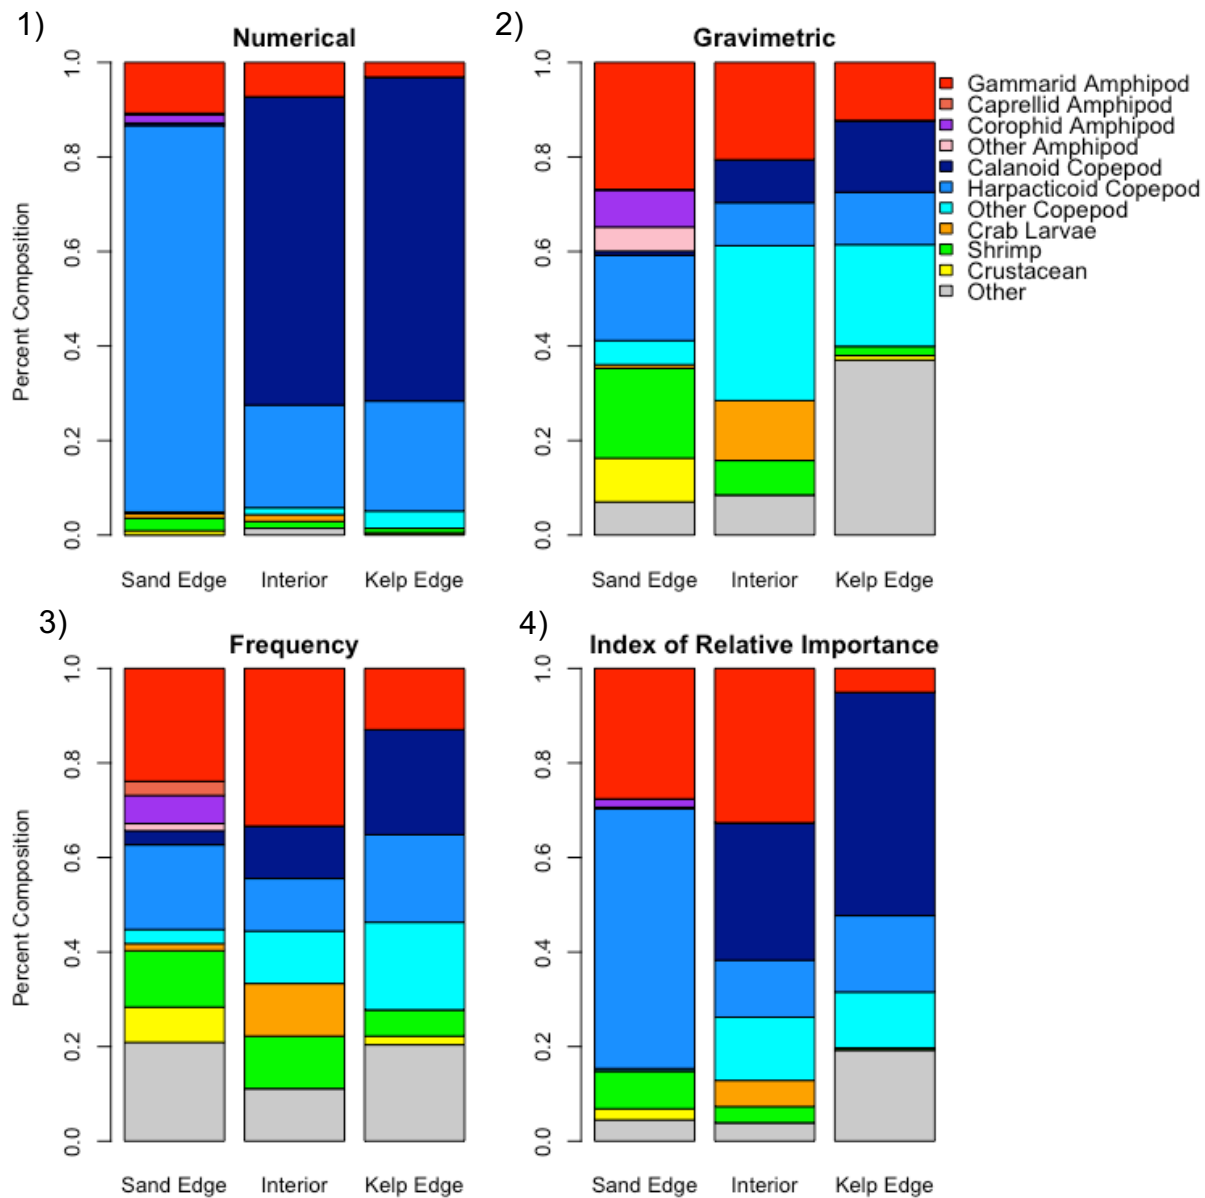 1)
Numerical
Percent Composition
0.0
0.2
0.4
0.6
0.8
1.0
Sand Edge Interior Kelp Edge
2)
Gravimetric
0.0
0.2
0.4
0.6
0.8
1.0
Sand Edge Interior Kelp Edge
Gammarid Amphipod
Caprellid Amphipod
Corophid Amphipod
Other Amphipod
Calanoid Copepod
Harpacticoid Copepod
Other Copepod
Crab Larvae
Shrimp
Crustacean
Other
3)
Frequency
Percent Composition
0.0
0.2
0.4
0.6
0.8
1.0
Sand Edge Interior Kelp Edge
4)
Index of Relative Importance
0.0
0.2
0.4
0.6
0.8
1.0
Sand Edge Interior Kelp Edge